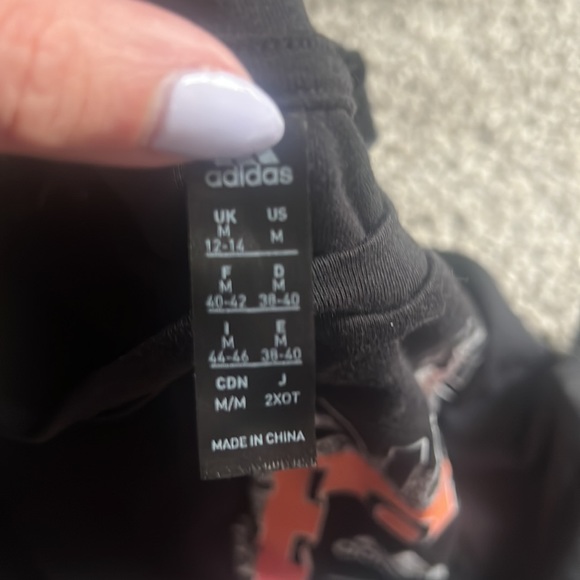 adidas
UK US
M M
12-14
F D
M M
40-42 38-40
I E
M M
44-46 38-40
CDN J
M/M 2XOT
MADE IN CHINA